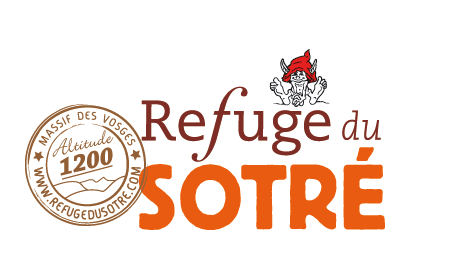 Refuge du
SOTRÉ
MASSIF DES VOSGES
Altitude
1200
WWW.REFUGEDUSOTRE.COM